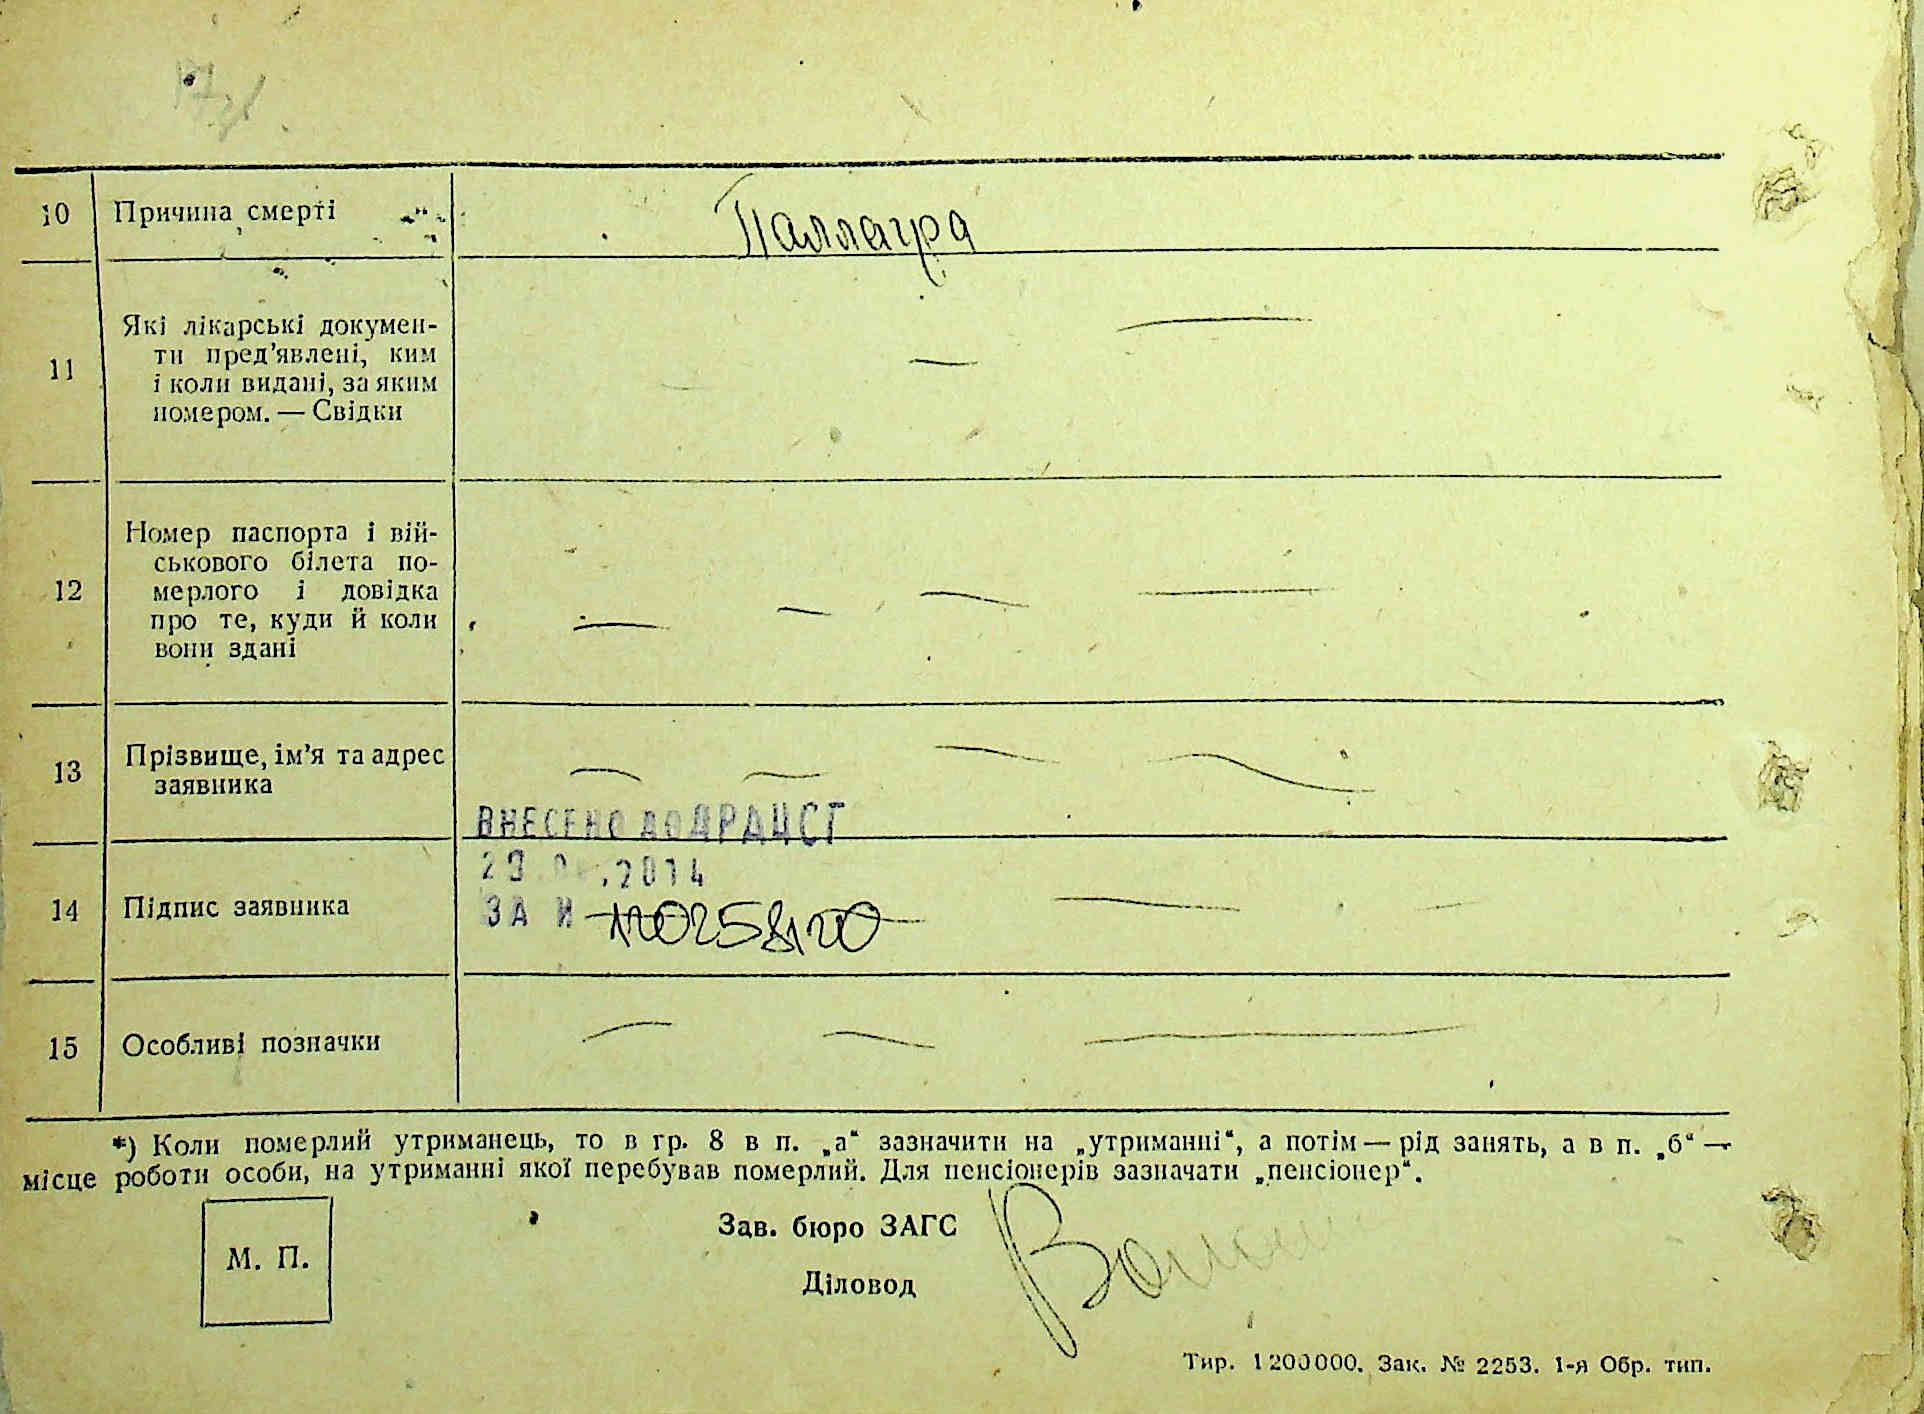 10 Причина смерті Паллагра
11 Які лікарські докумен-
ти пред'явлені, ким
і коли видані, за яким
номером. — Свідки
12 Номер паспорта і вій-
ськового білета по-
мерлого і довідка
про те, куди й коли
вони здані
13 Прізвище, ім'я та адрес
заявника
ВНЕСЕНО ДО ДРАЦСГ
2014
14 Підпис заявника
ЗА №
15 Особливі позначки
*) Коли померлий утриманець, то в гр. 8 в п. „а“ зазначити на „утриманні“, а потім — рід занять, а в п. „б“ —
місце роботи особи, на утриманні якої перебував померлий. Для пенсіонерів зазначати „пенсіонер“.
М. П.
Зав. бюро ЗАГС
Діловод
Тир. 1200000. Зак. № 2253. 1-я Обр. тип.